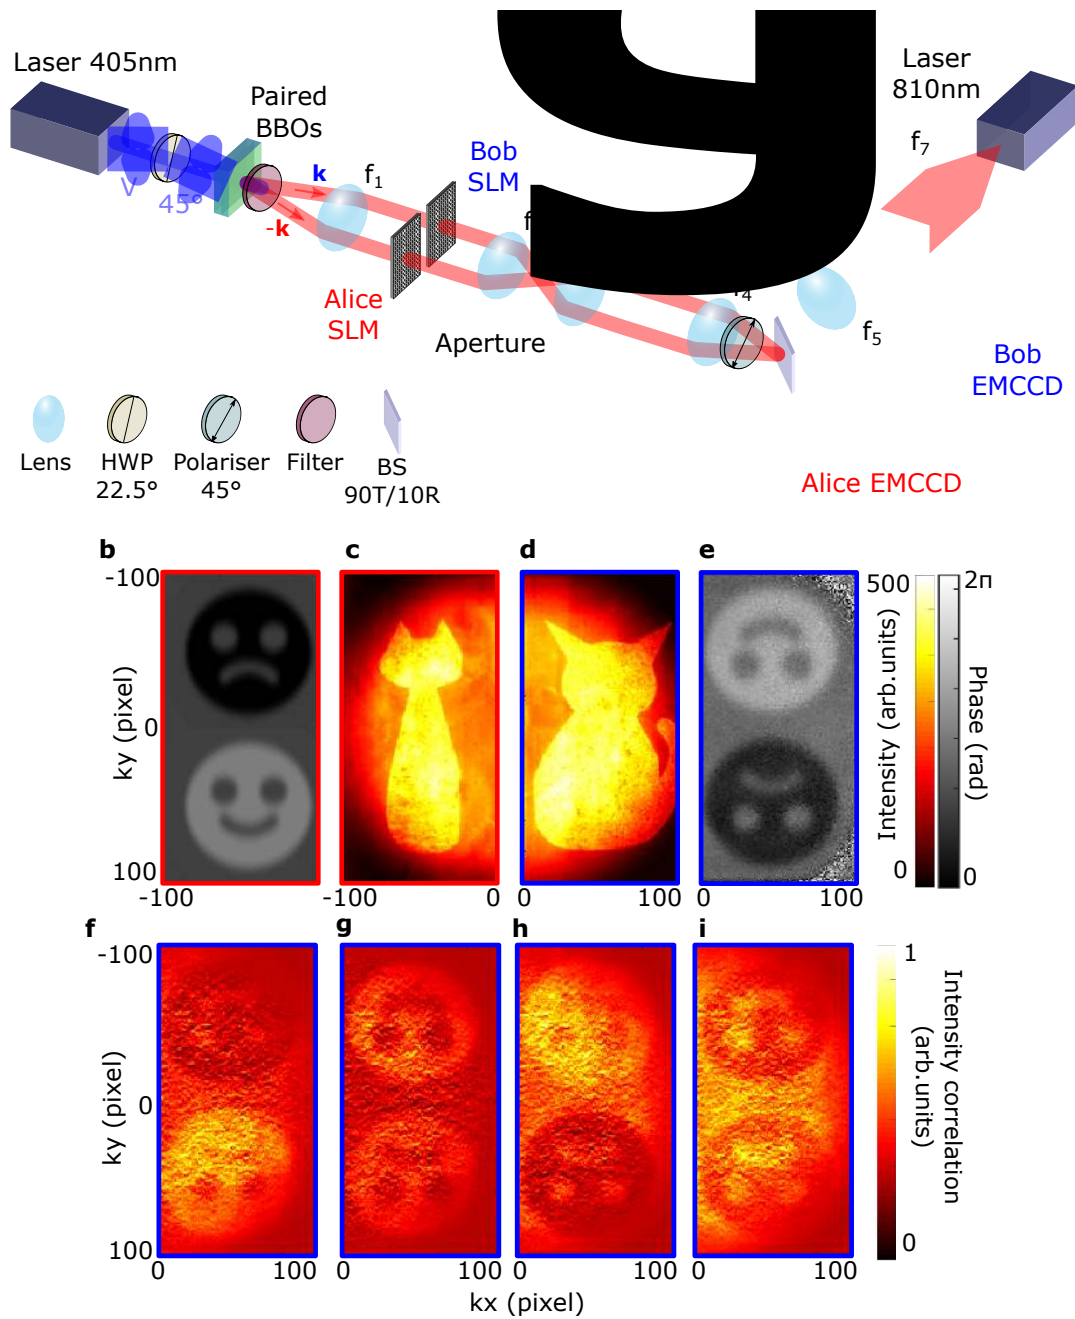 Laser 405nm
Paired
BBOs
V
45°
k
-k
f1
Bob
SLM
Alice
SLM
f
g
Aperture
f4
f5
Laser
810nm
f7
Bob
EMCCD
Alice EMCCD
Lens
HWP
22.5°
Polariser
45°
Filter
BS
90T/10R
b
c
d
e
-100
0
100
ky (pixel)
-100
-100
0
0
100
0
100
500
0
Intensity (arb.units)
2π
0
Phase (rad)
f
g
h
i
-100
0
100
ky (pixel)
0
100
0
100
0
100
0
100
kx (pixel)
1
0
Intensity correlation
(arb.units)